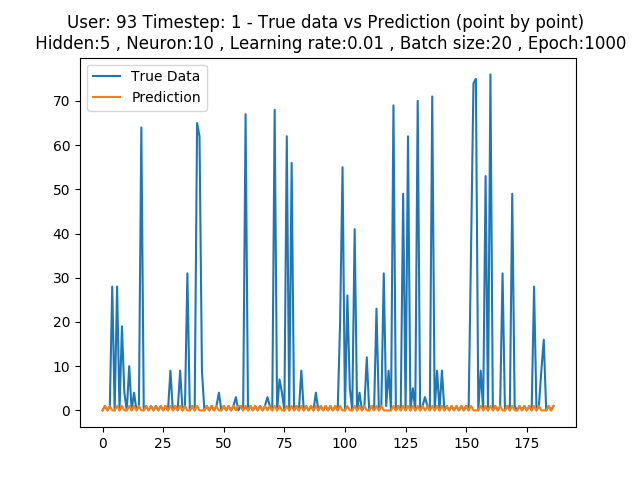 User: 93 Timestep: 1 - True data vs Prediction (point by point)
Hidden:5 , Neuron:10 , Learning rate:0.01 , Batch size:20 , Epoch:1000
True Data
Prediction
70
60
50
40
30
20
10
0
0 25 50 75 100 125 150 175